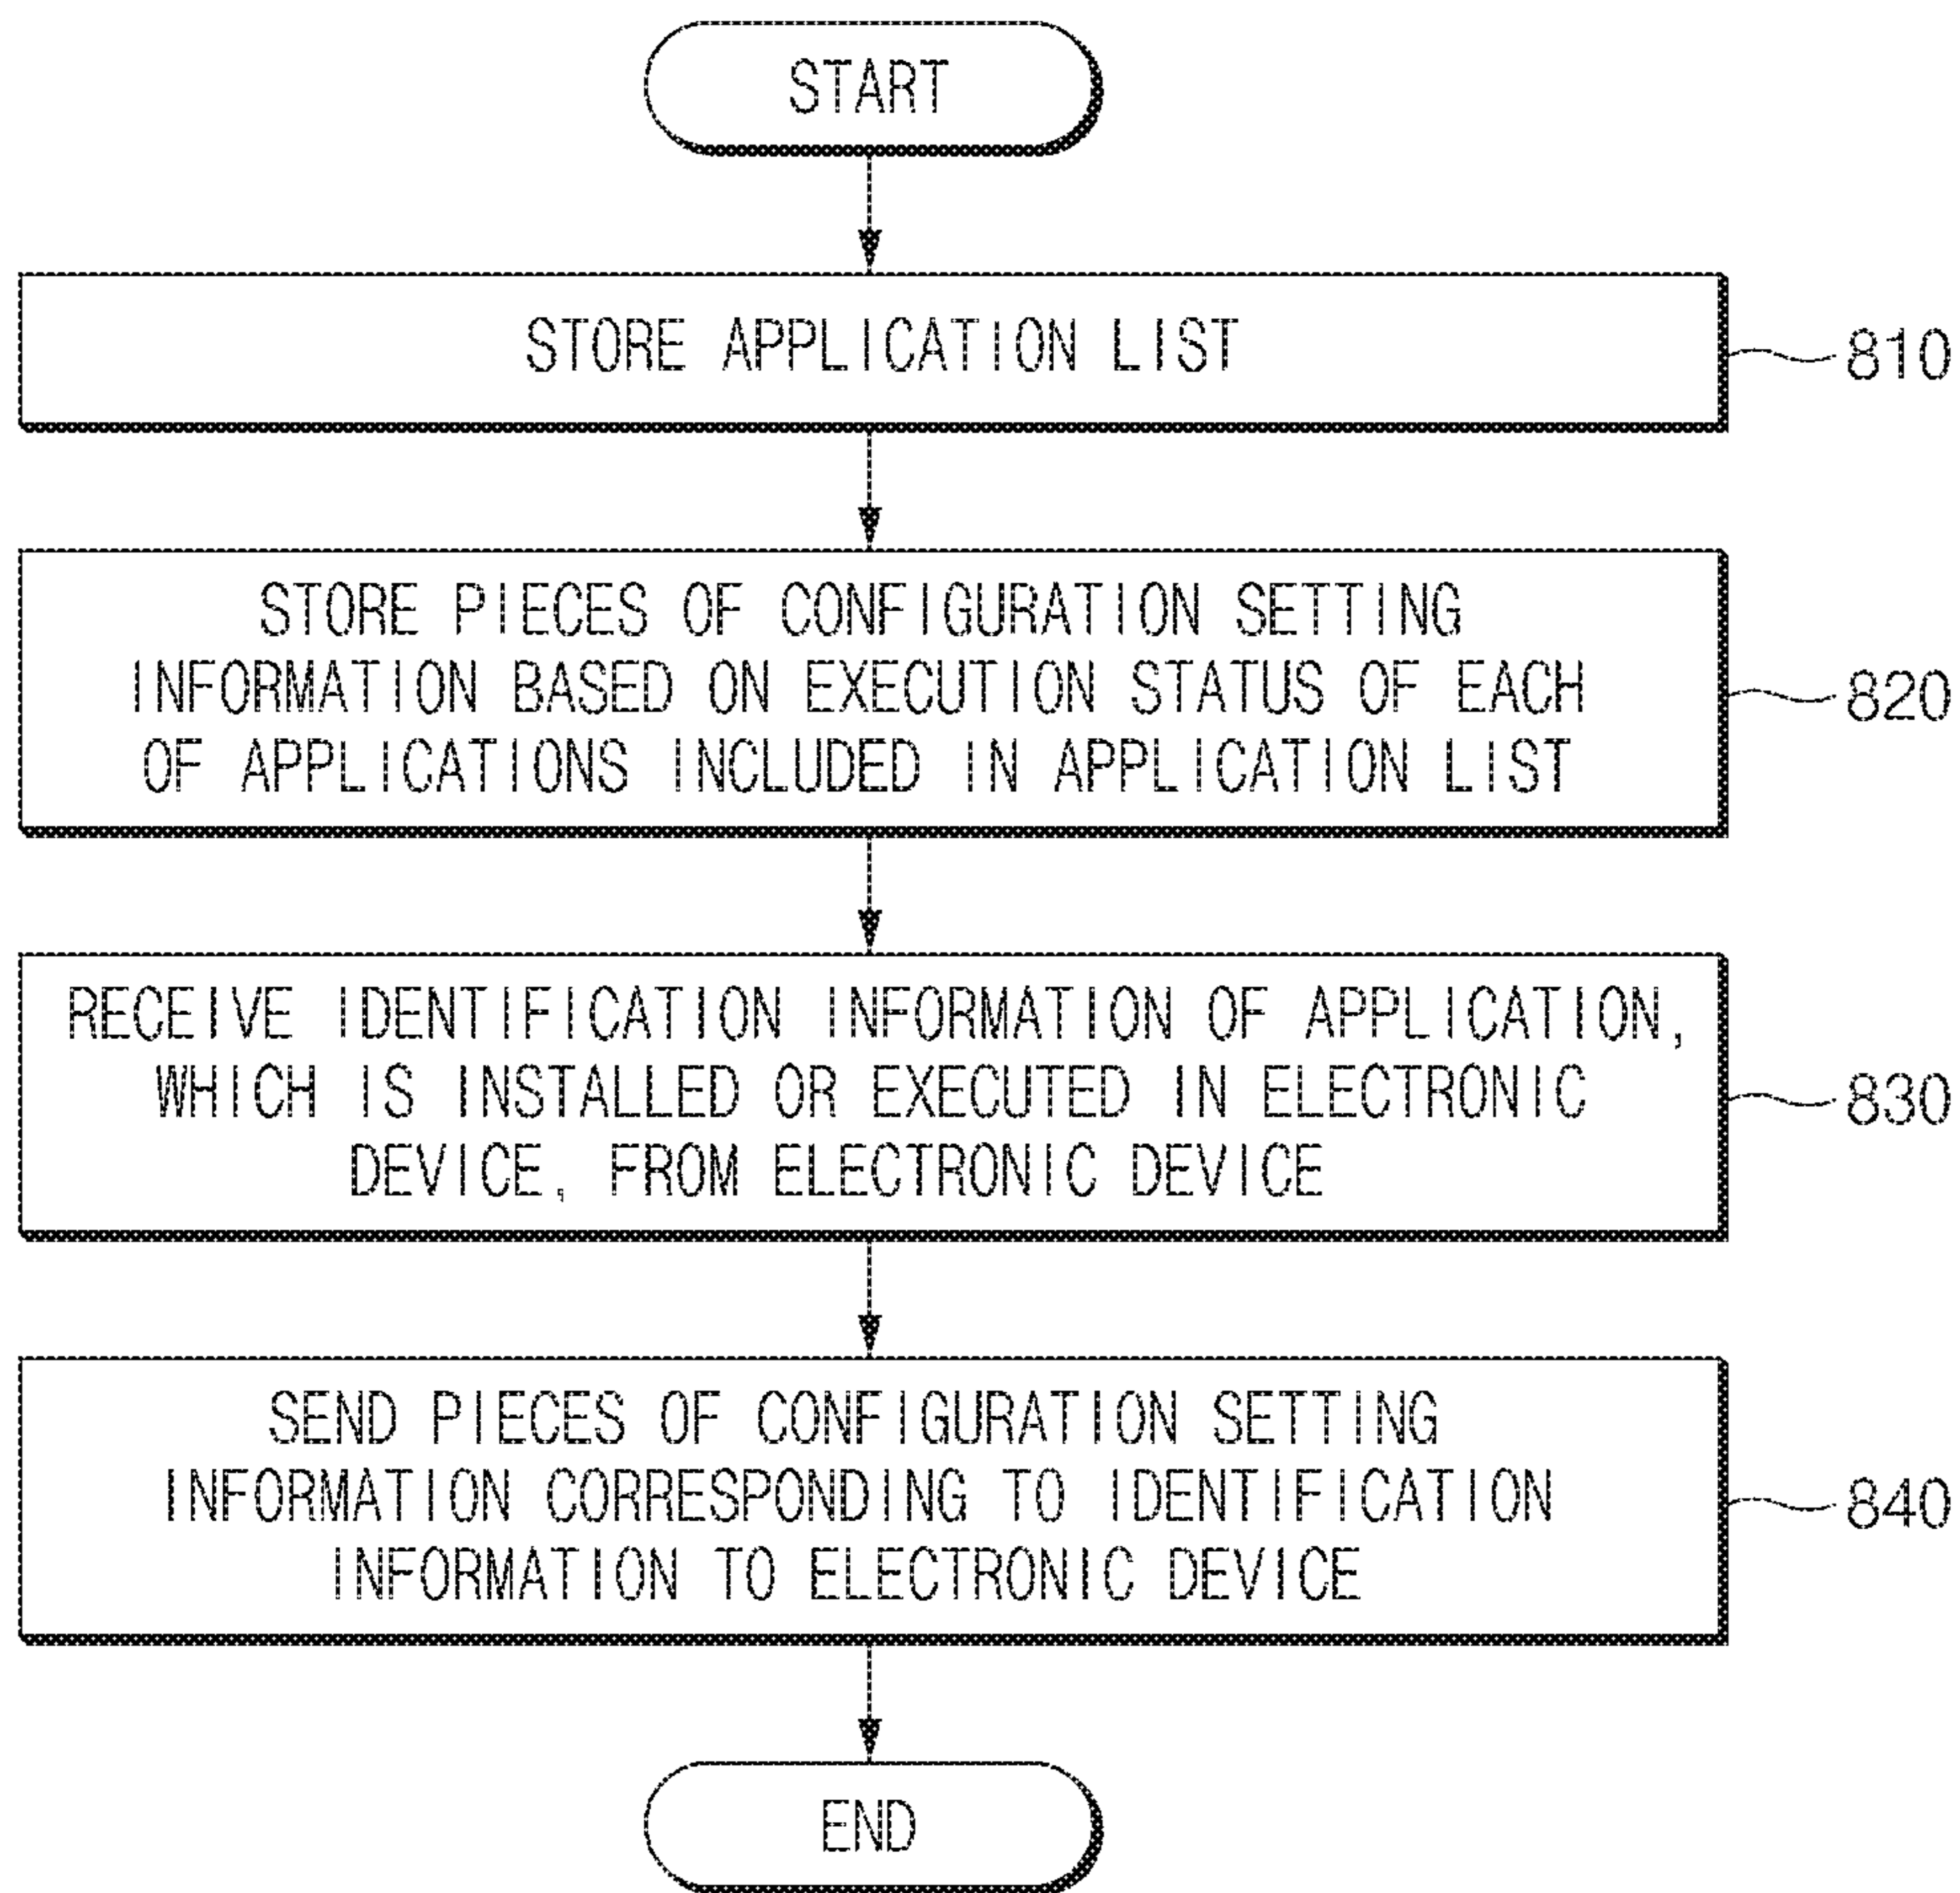 START
STORE APPLICATION LIST
810
STORE PIECES OF CONFIGURATION SETTING
INFORMATION BASED ON EXECUTION STATUS OF EACH
OF APPLICATIONS INCLUDED IN APPLICATION LIST
820
RECEIVE IDENTIFICATION INFORMATION OF APPLICATION,
WHICH IS INSTALLED OR EXECUTED IN ELECTRONIC
DEVICE, FROM ELECTRONIC DEVICE
830
SEND PIECES OF CONFIGURATION SETTING
INFORMATION CORRESPONDING TO IDENTIFICATION
INFORMATION TO ELECTRONIC DEVICE
840
END